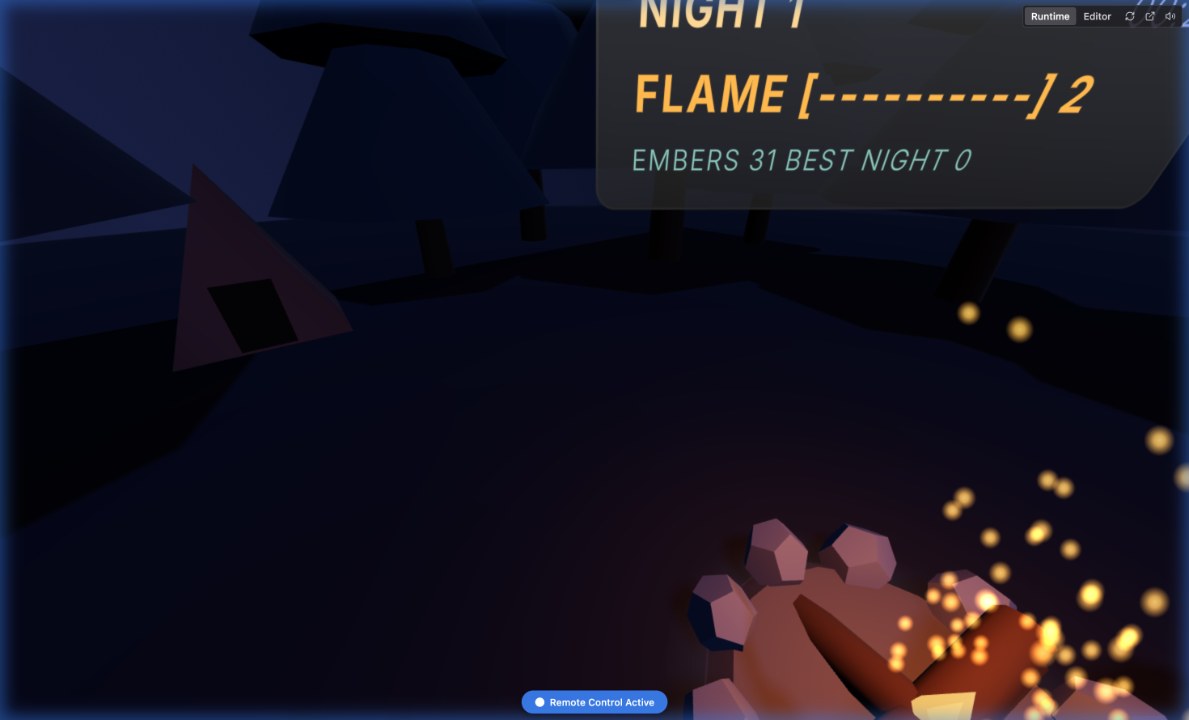 NIGHT 1
Runtime Editor
FLAME [----------] 2
EMBERS 31 BEST NIGHT 0
Remote Control Active